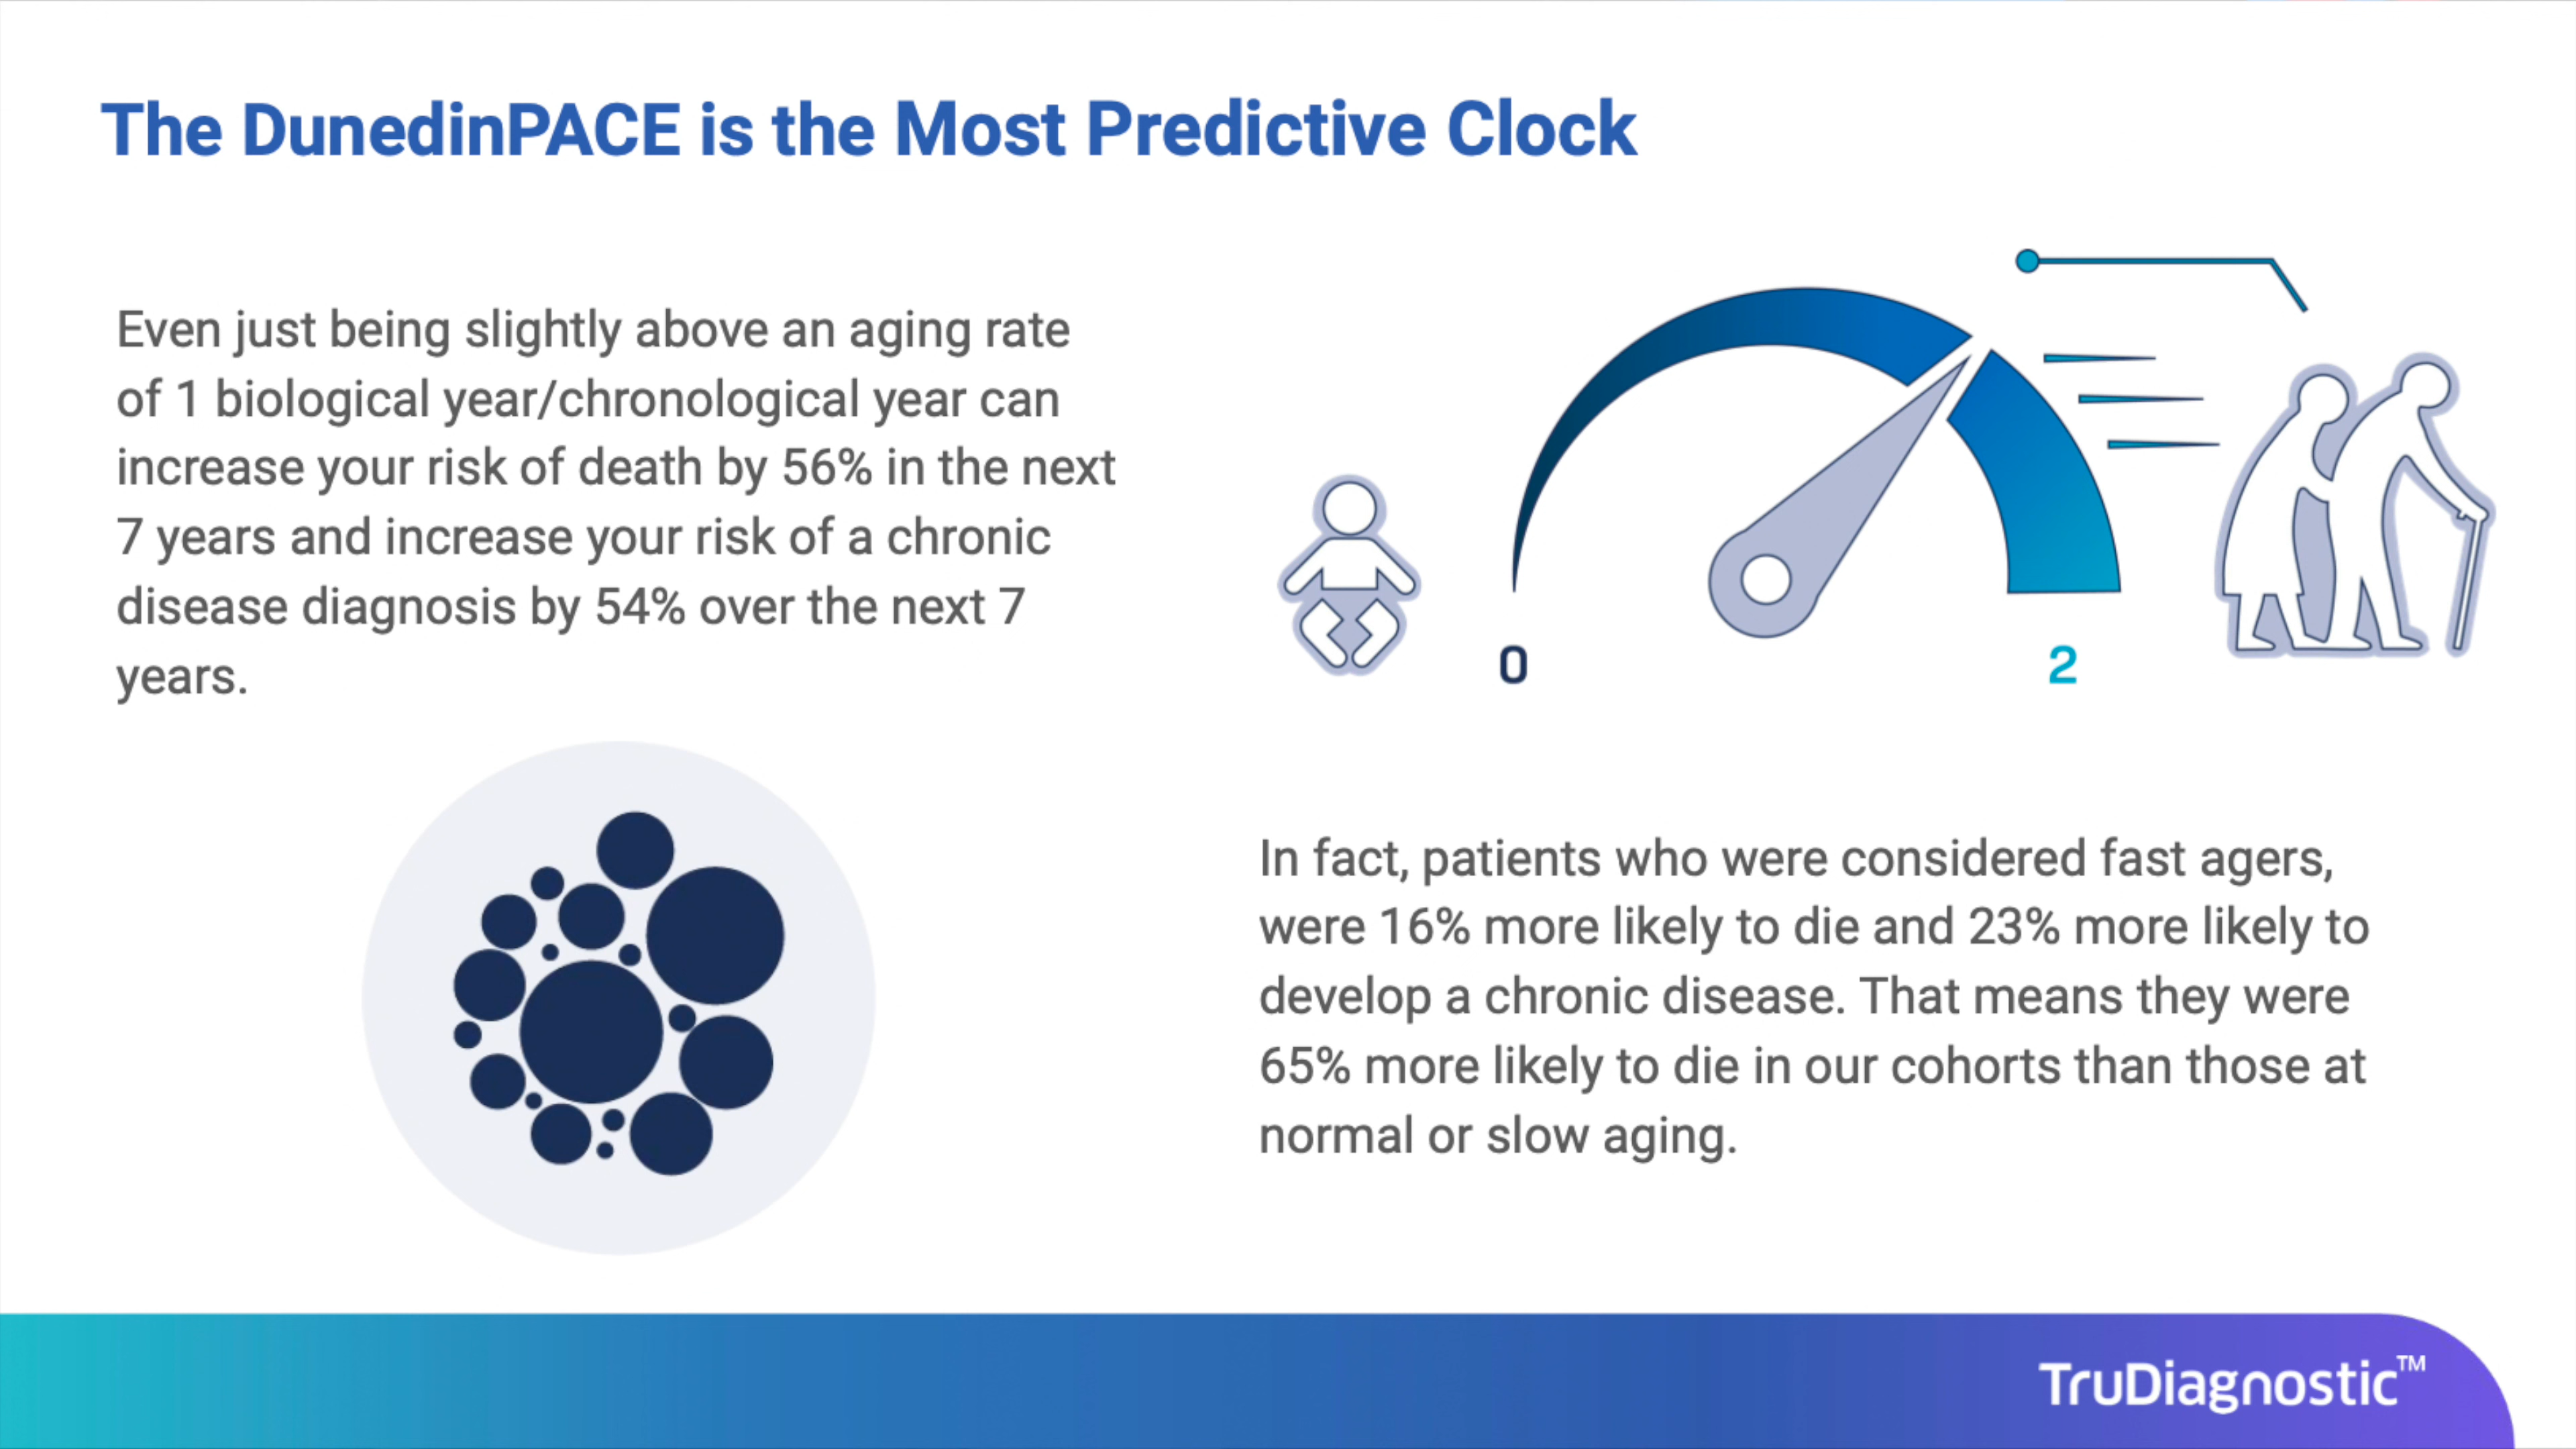 The DunedinPACE is the Most Predictive Clock
Even just being slightly above an aging rate
of 1 biological year/chronological year can
increase your risk of death by 56% in the next
7 years and increase your risk of a chronic
disease diagnosis by 54% over the next 7
years.
0
2
In fact, patients who were considered fast agers,
were 16% more likely to die and 23% more likely to
develop a chronic disease. That means they were
65% more likely to die in our cohorts than those at
normal or slow aging.
TruDiagnostic™